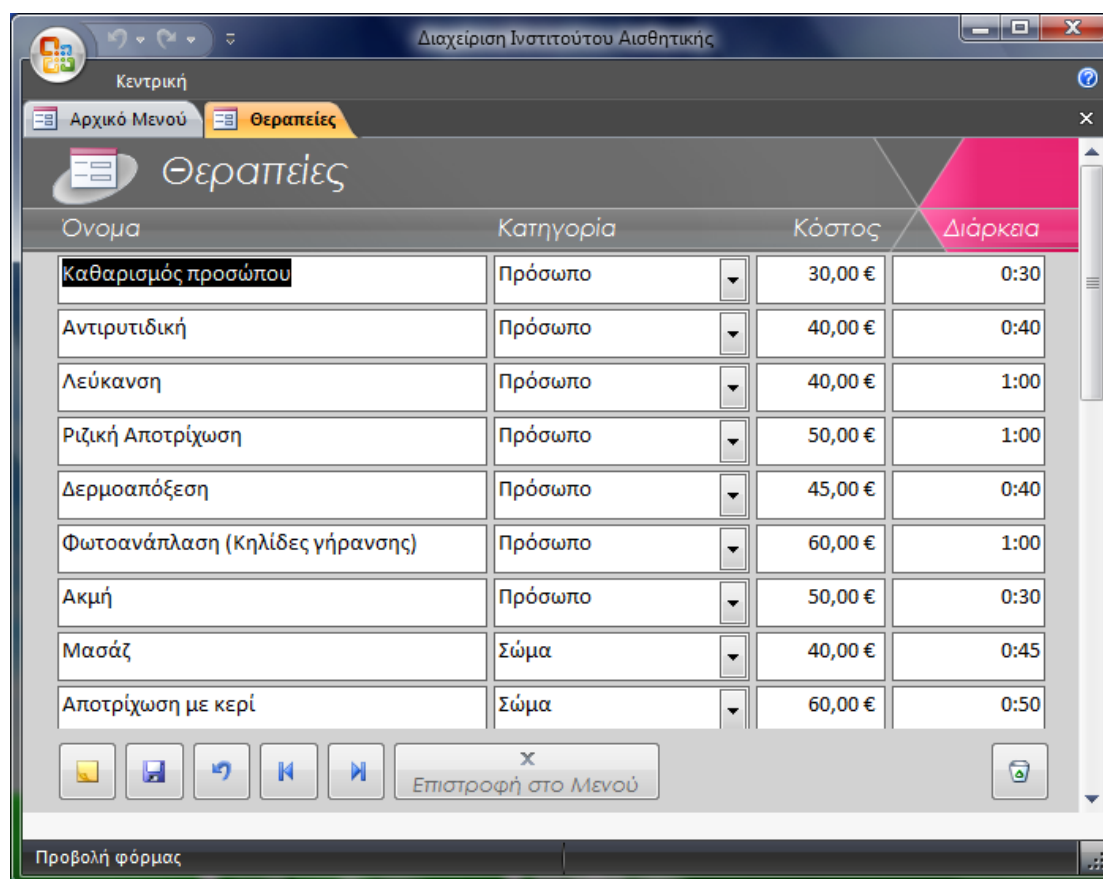 Διαχείριση Ινστιτούτου Αισθητικής
Κεντρική
Αρχικό Μενού Θεραπείες
Θεραπείες
Όνομα Κατηγορία Κόστος Διάρκεια
Καθαρισμός προσώπου Πρόσωπο 30,00 € 0:30
Αντιρυτιδική Πρόσωπο 40,00 € 0:40
Λεύκανση Πρόσωπο 40,00 € 1:00
Ριζική Αποτρίχωση Πρόσωπο 50,00 € 1:00
Δερμοαπόξεση Πρόσωπο 45,00 € 0:40
Φωτοανάπλαση (Κηλίδες γήρανσης) Πρόσωπο 60,00 € 1:00
Ακμή Πρόσωπο 50,00 € 0:30
Μασάζ Σώμα 40,00 € 0:45
Αποτρίχωση με κερί Σώμα 60,00 € 0:50
Επιστροφή στο Μενού
Προβολή φόρμας